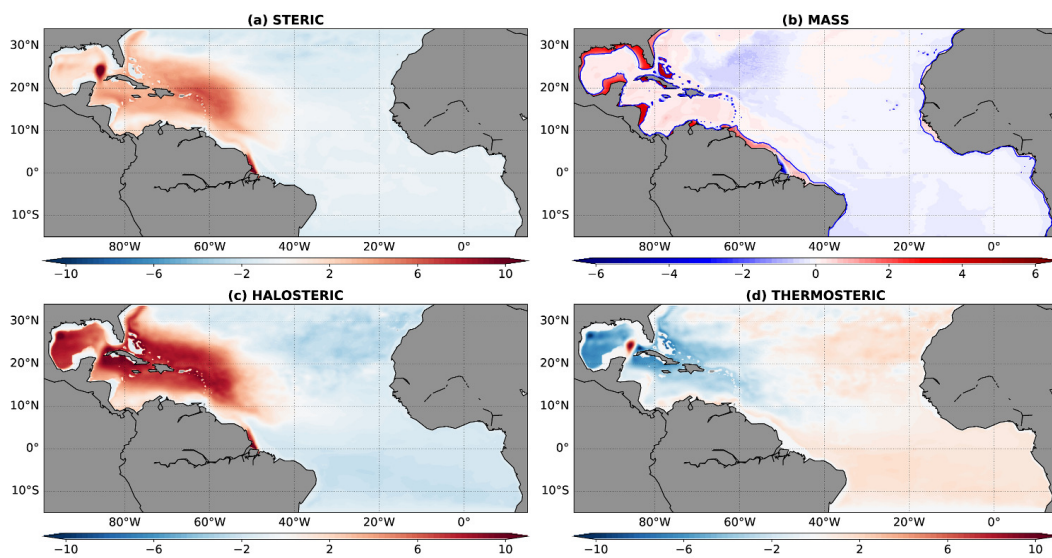 (a) STERIC
(b) MASS
30°N
20°N
10°N
0°
10°S
80°W 60°W 40°W 20°W 0°
−10 −6 −2 2 6 10
30°N
20°N
10°N
0°
10°S
80°W 60°W 40°W 20°W 0°
−6 −4 −2 0 2 4 6
(c) HALOSTERIC
(d) THERMOSTERIC
30°N
20°N
10°N
0°
10°S
80°W 60°W 40°W 20°W 0°
−10 −6 −2 2 6 10
30°N
20°N
10°N
0°
10°S
80°W 60°W 40°W 20°W 0°
−10 −6 −2 2 6 10